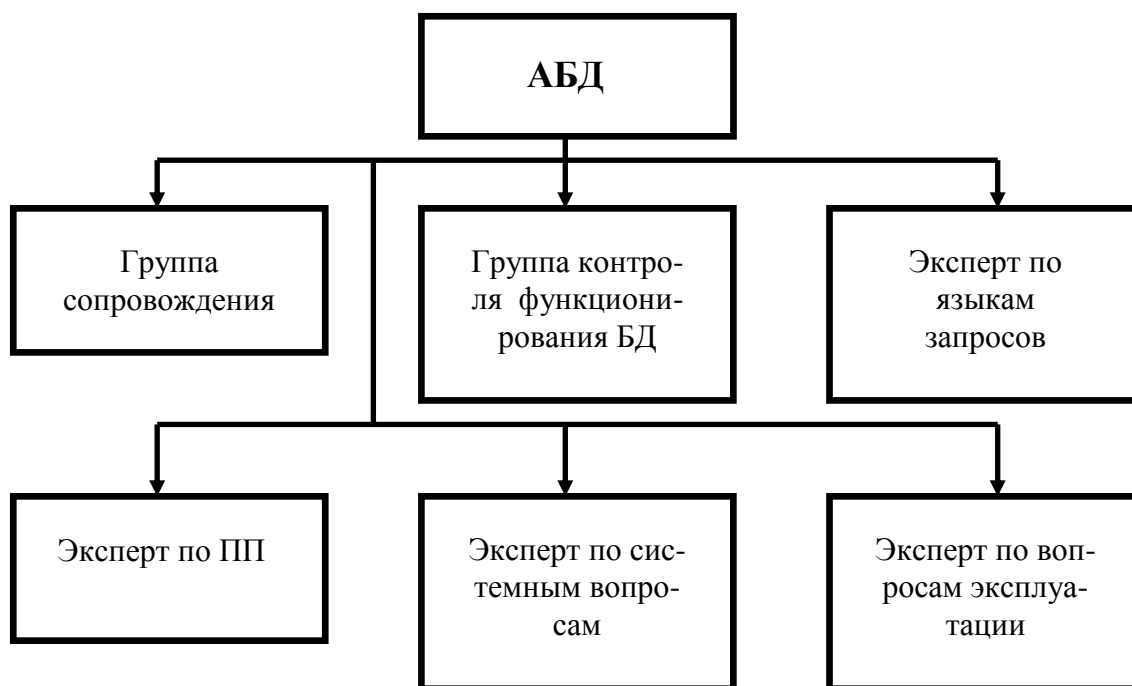 АБД
Группа
сопровождения
Группа контро-
ля функциони-
рования БД
Эксперт по
языкам
запросов
Эксперт по ПП
Эксперт по сис-
темным вопро-
сам
Эксперт по воп-
росам эксплуа-
тации